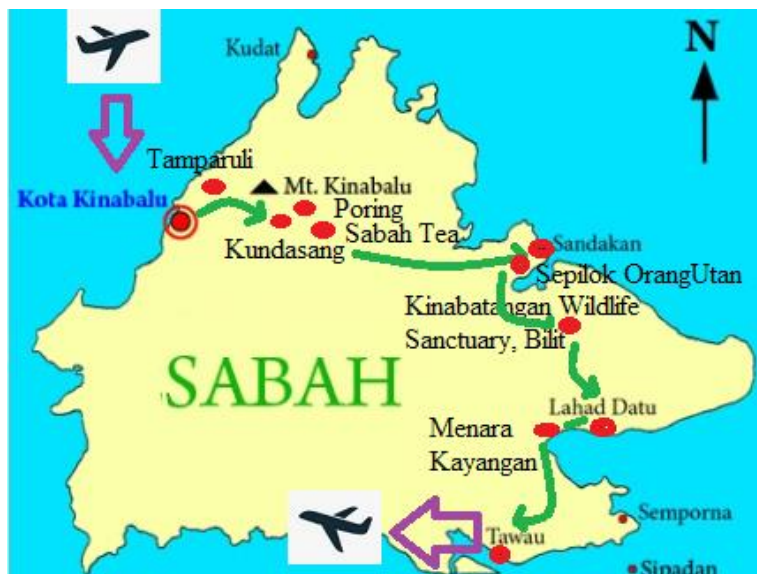 Kudat
N
Tamparuli
Mt. Kinabalu
Kota Kinabalu
Poring
Sabah Tea
Kundasang
Sandakan
Sepilok OrangUtan
Kinabatangan Wildlife
Sanctuary, Bilit
SABAH
Lahad Datu
Menara
Kayangan
Semporna
Tawau
Sipadan